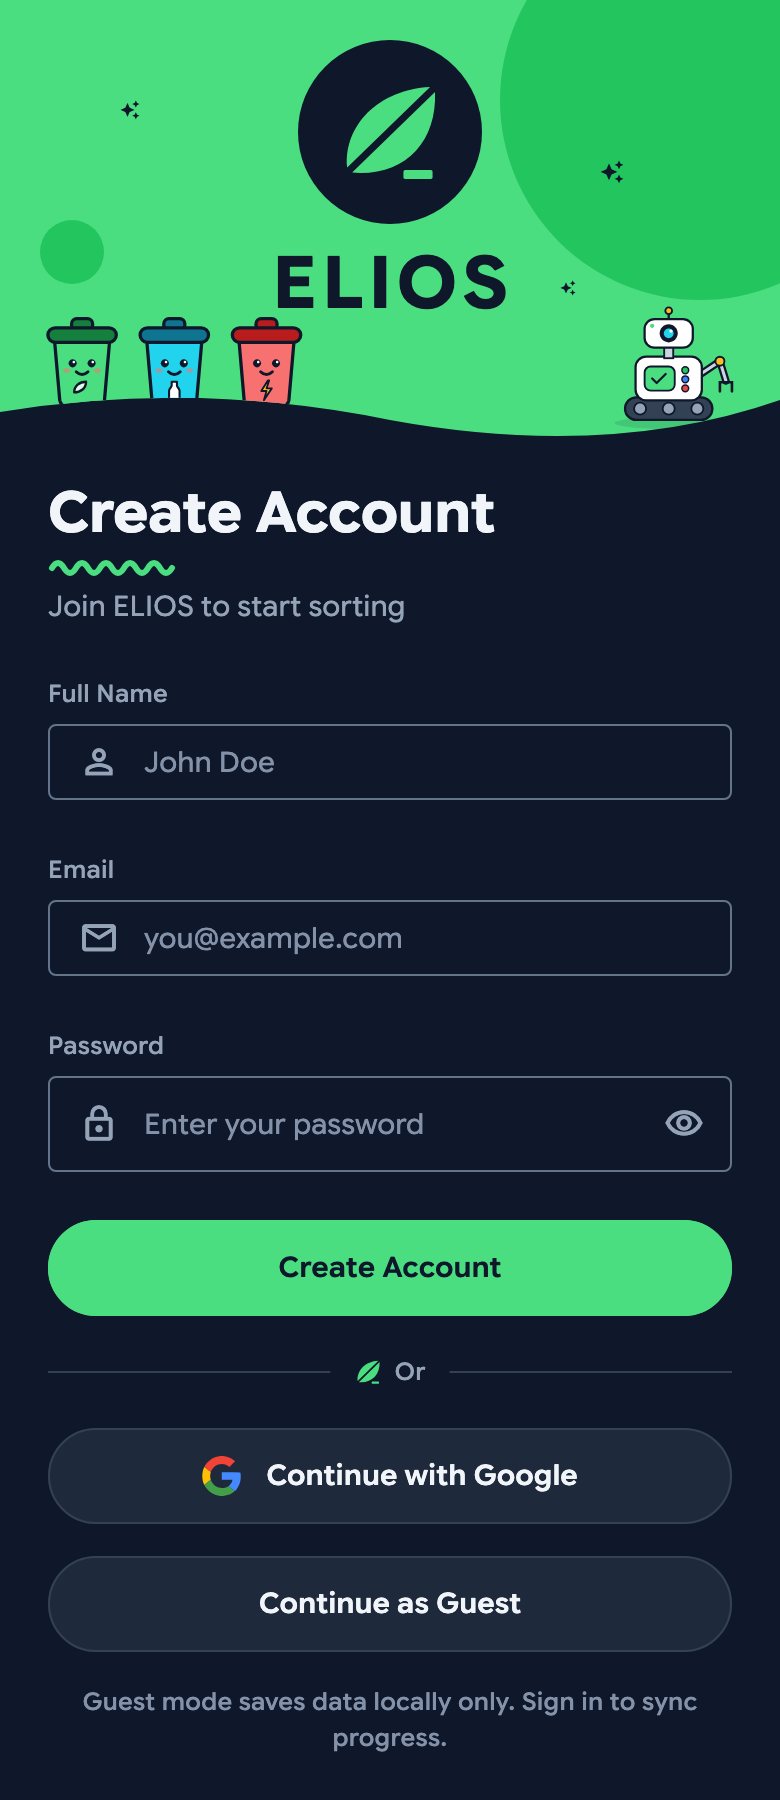 ELIOS
Create Account
Join ELIOS to start sorting
Full Name
John Doe
Email
you@example.com
Password
Enter your password
Create Account
Or
Continue with Google
Continue as Guest
Guest mode saves data locally only. Sign in to sync
progress.